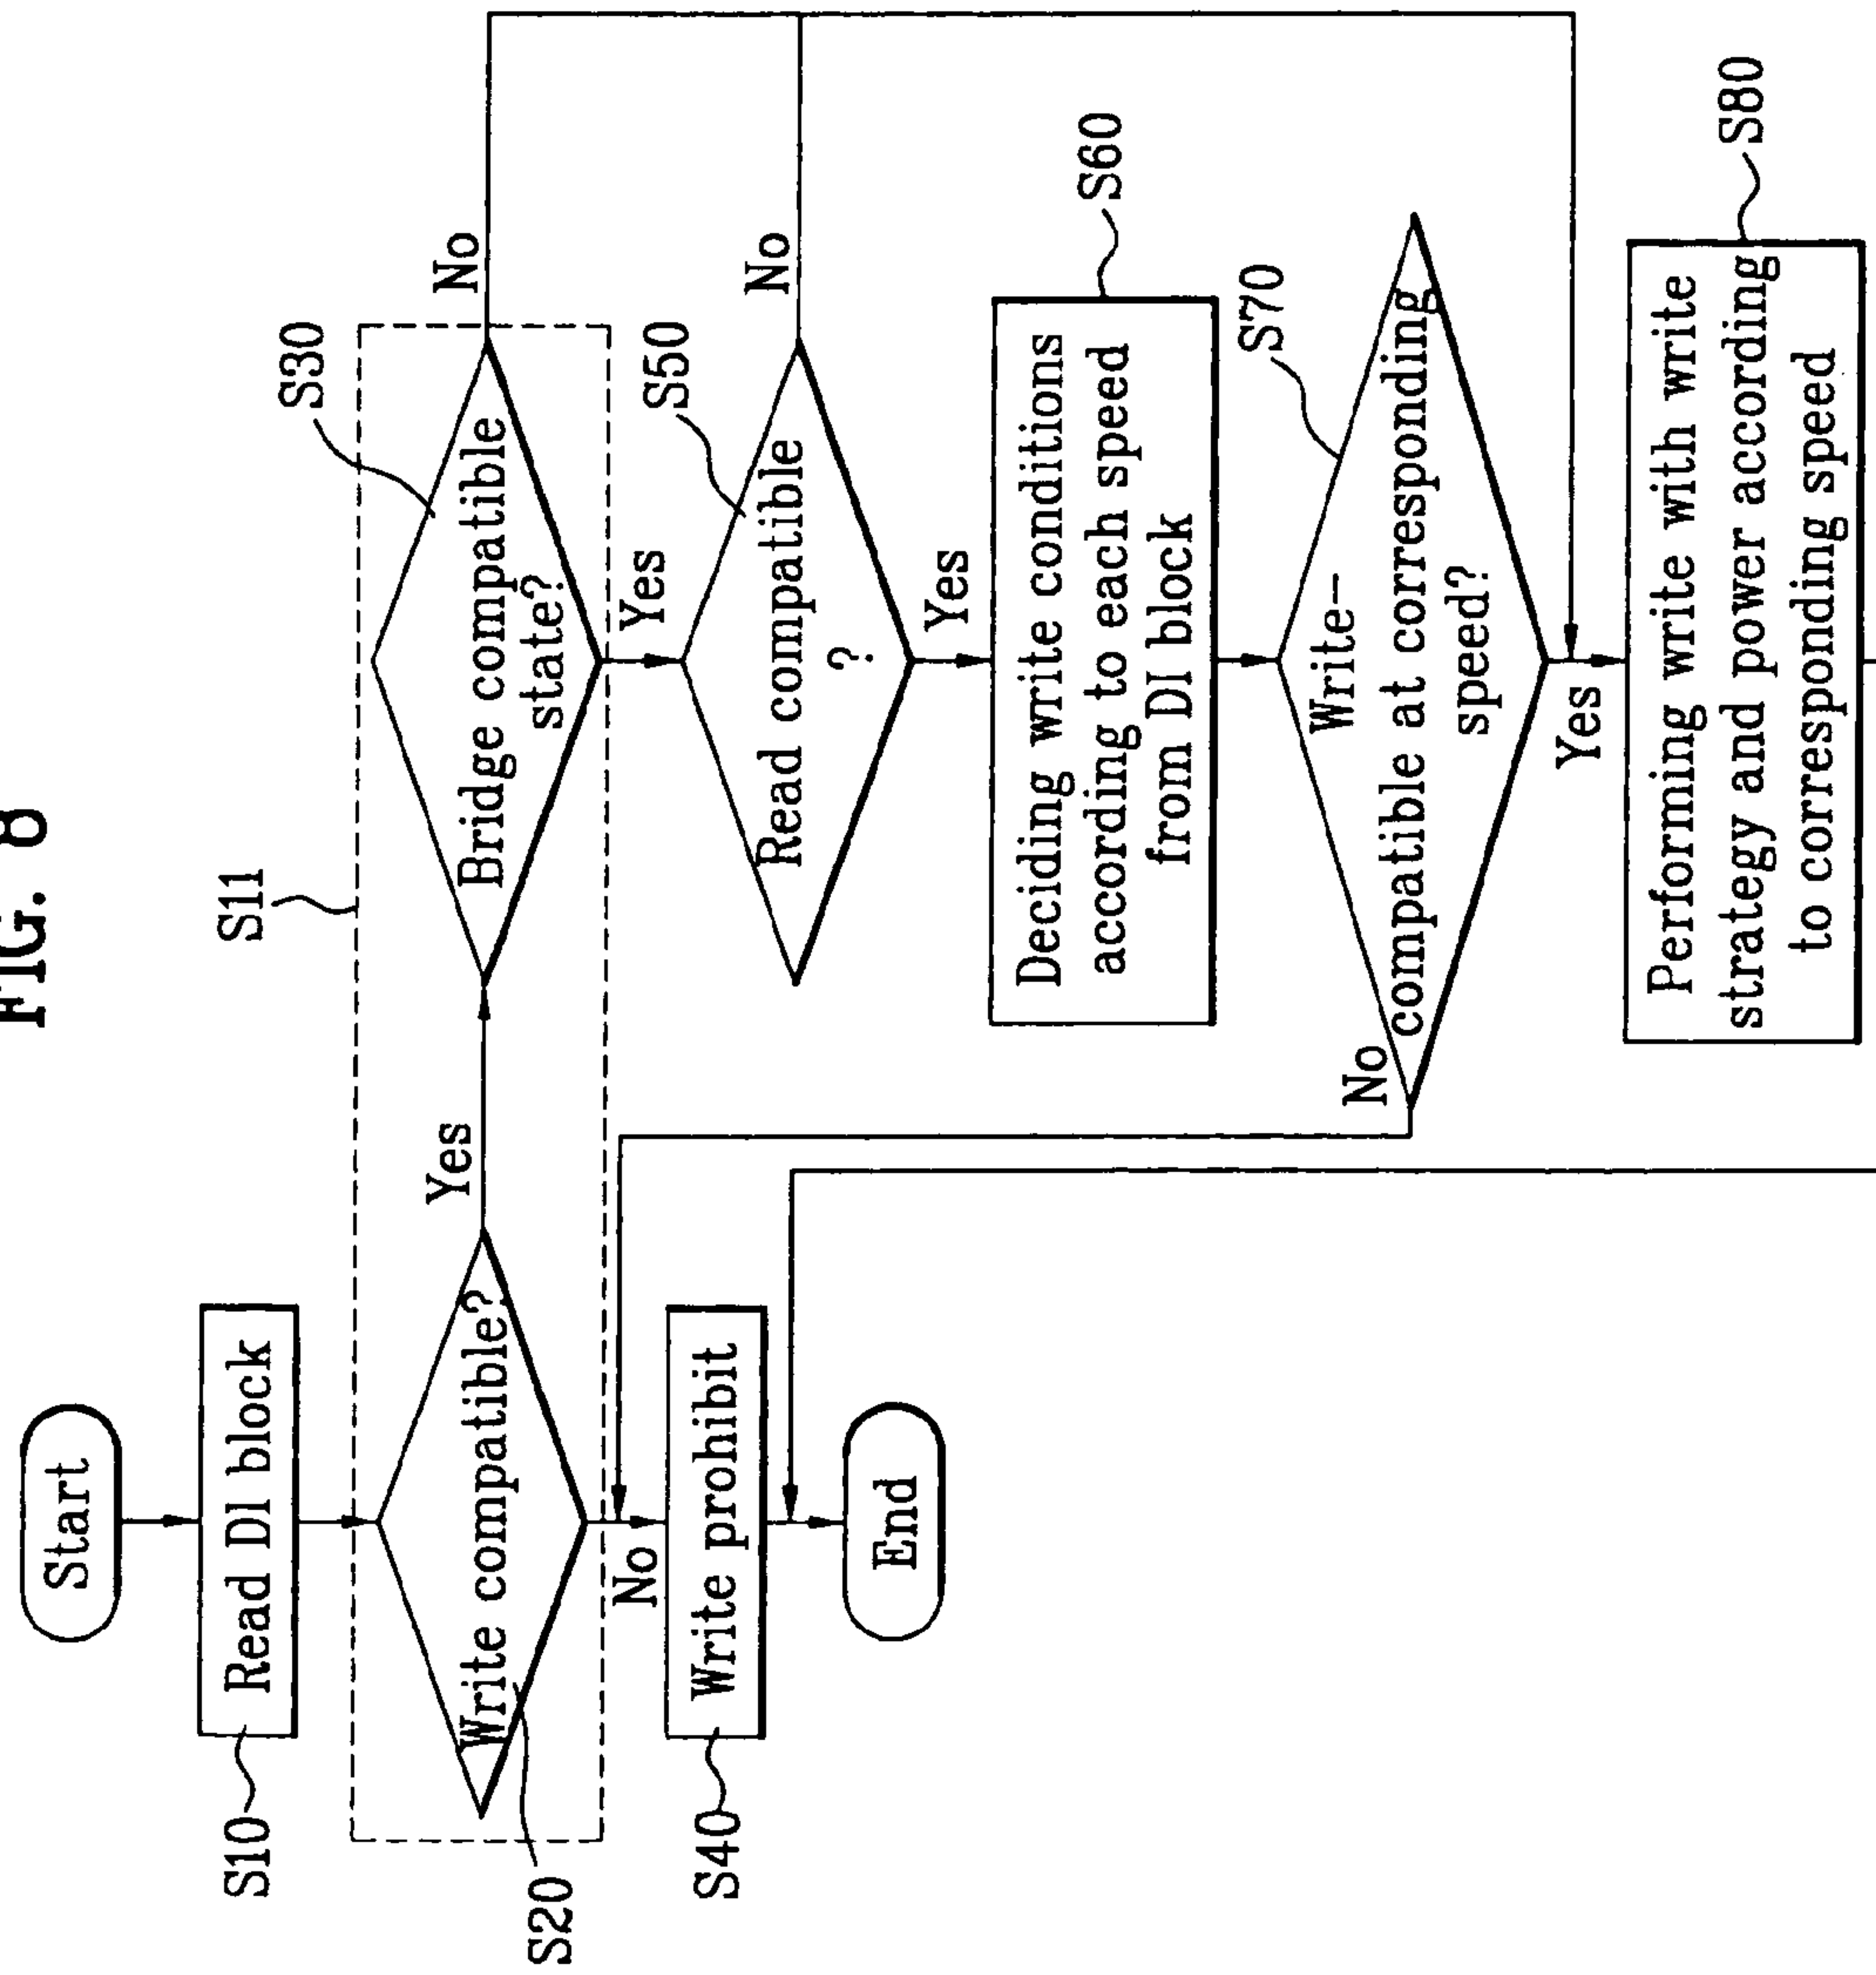 FIG. 8
Start
S10
Read DI block
S11
S20
Write compatible?
Yes
No
S30
Bridge compatible
state?
No
Yes
S40
Write prohibit
End
S50
Read compatible
?
No
Yes
S60
Deciding write conditions
according to each speed
from DI block
S70
Write-
compatible at corresponding
speed?
No
Yes
S80
Performing write with write
strategy and power according
to corresponding speed